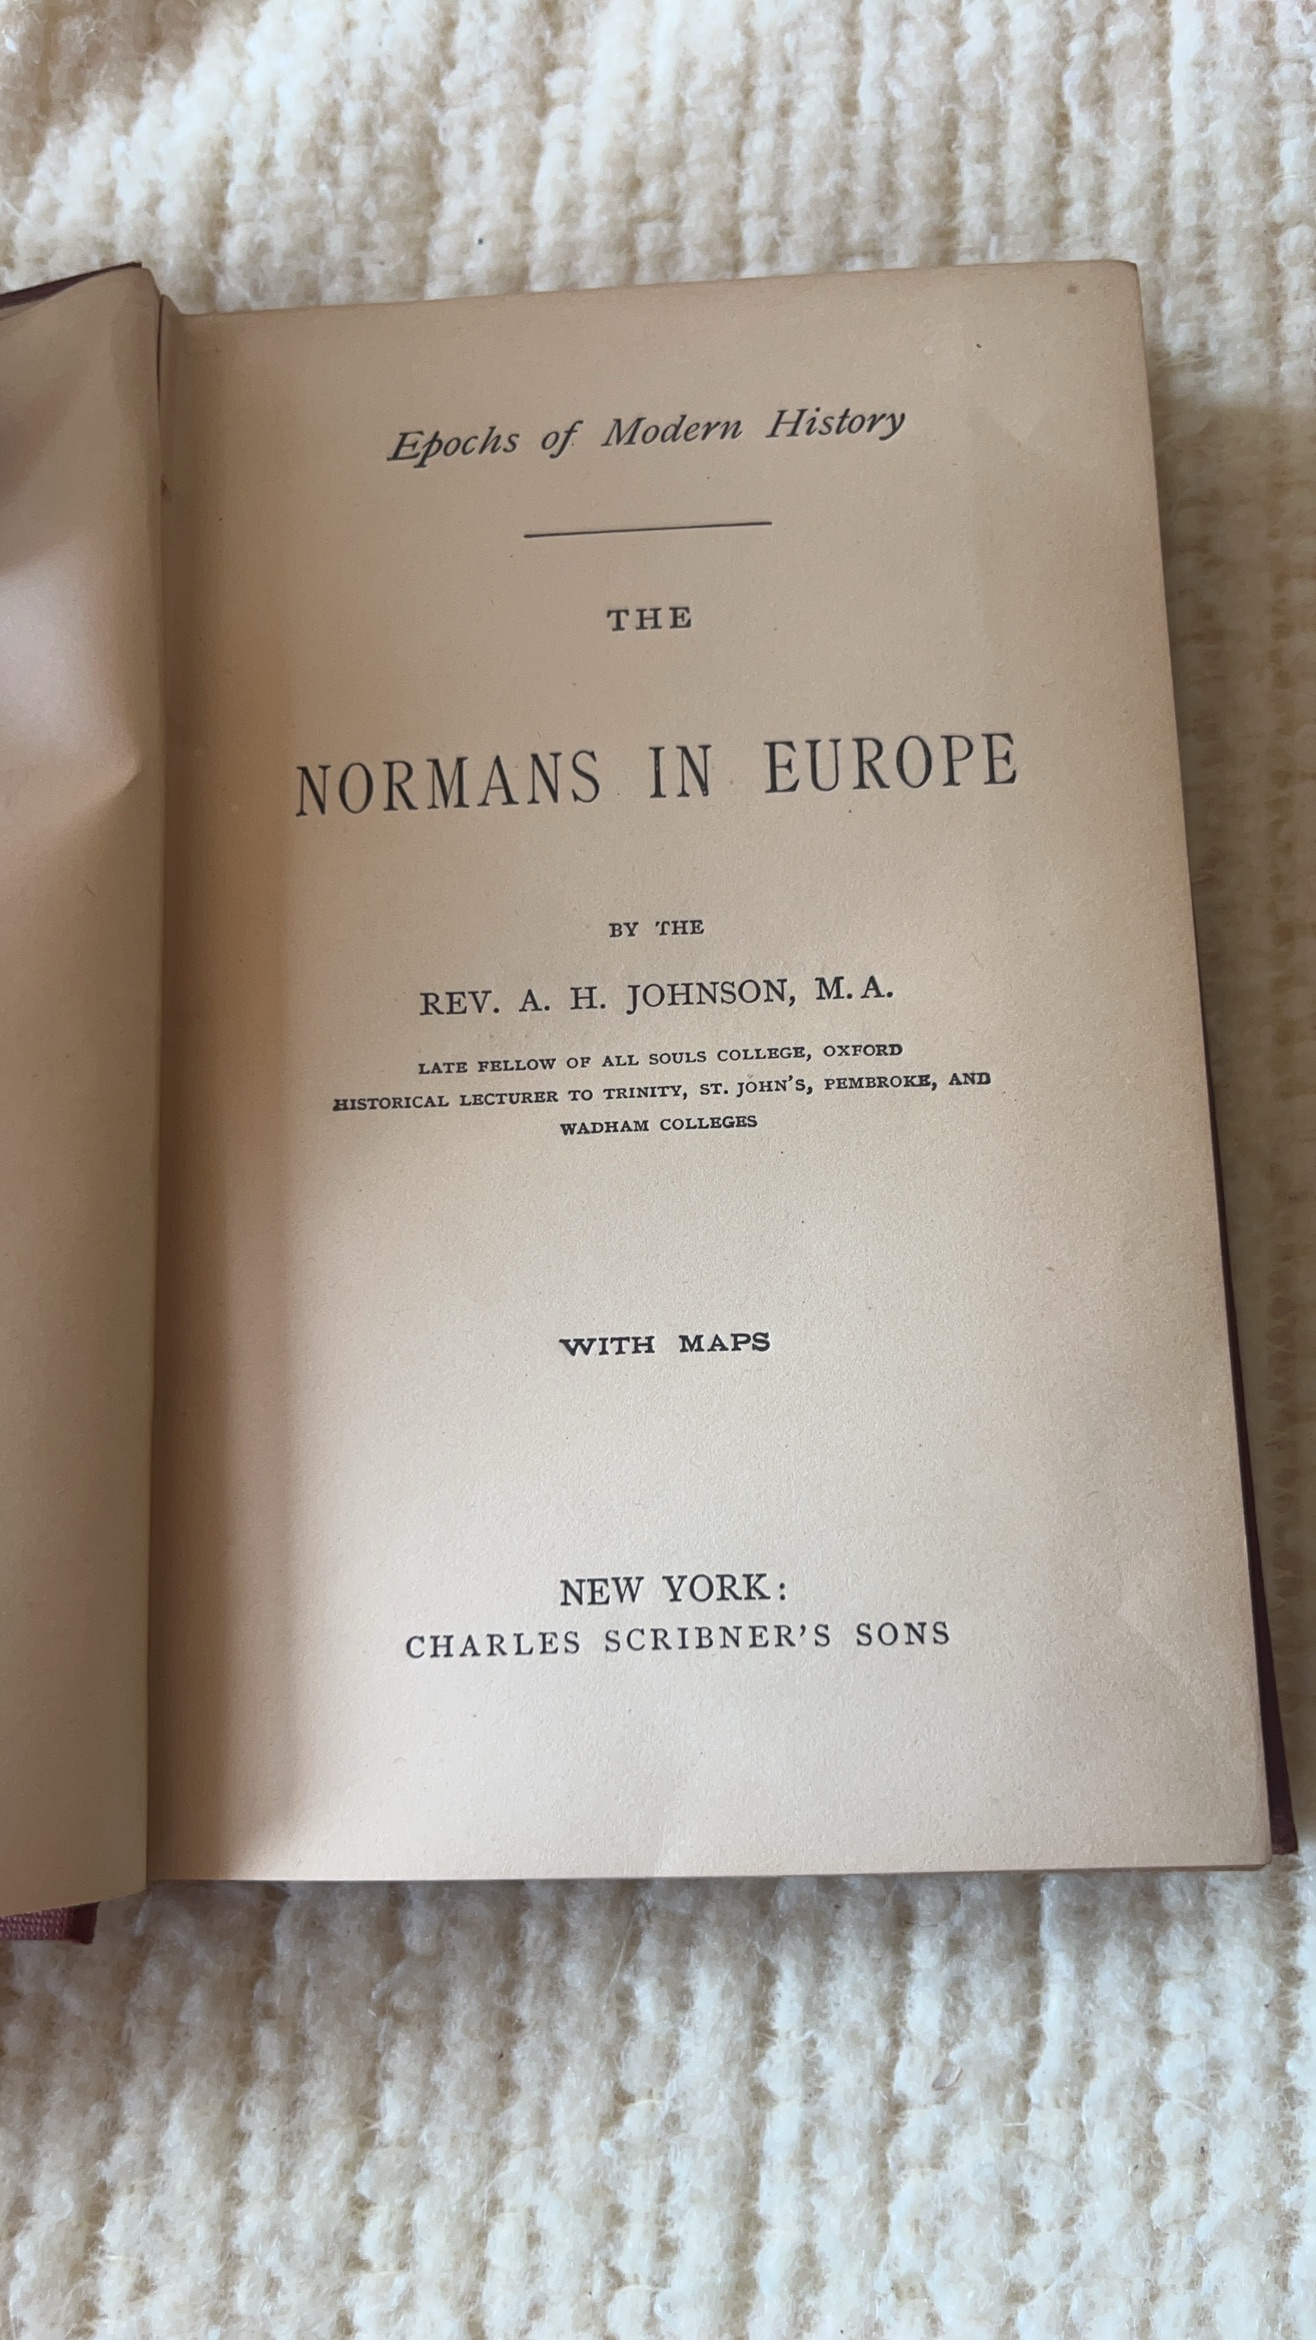 Epochs of Modern History
THE
NORMANS IN EUROPE
BY THE
REV. A. H. JOHNSON, M.A.
LATE FELLOW OF ALL SOULS COLLEGE, OXFORD
HISTORICAL LECTURER TO TRINITY, ST. JOHN'S, PEMBROKE, AND
WADHAM COLLEGES
WITH MAPS
NEW YORK:
CHARLES SCRIBNER'S SONS